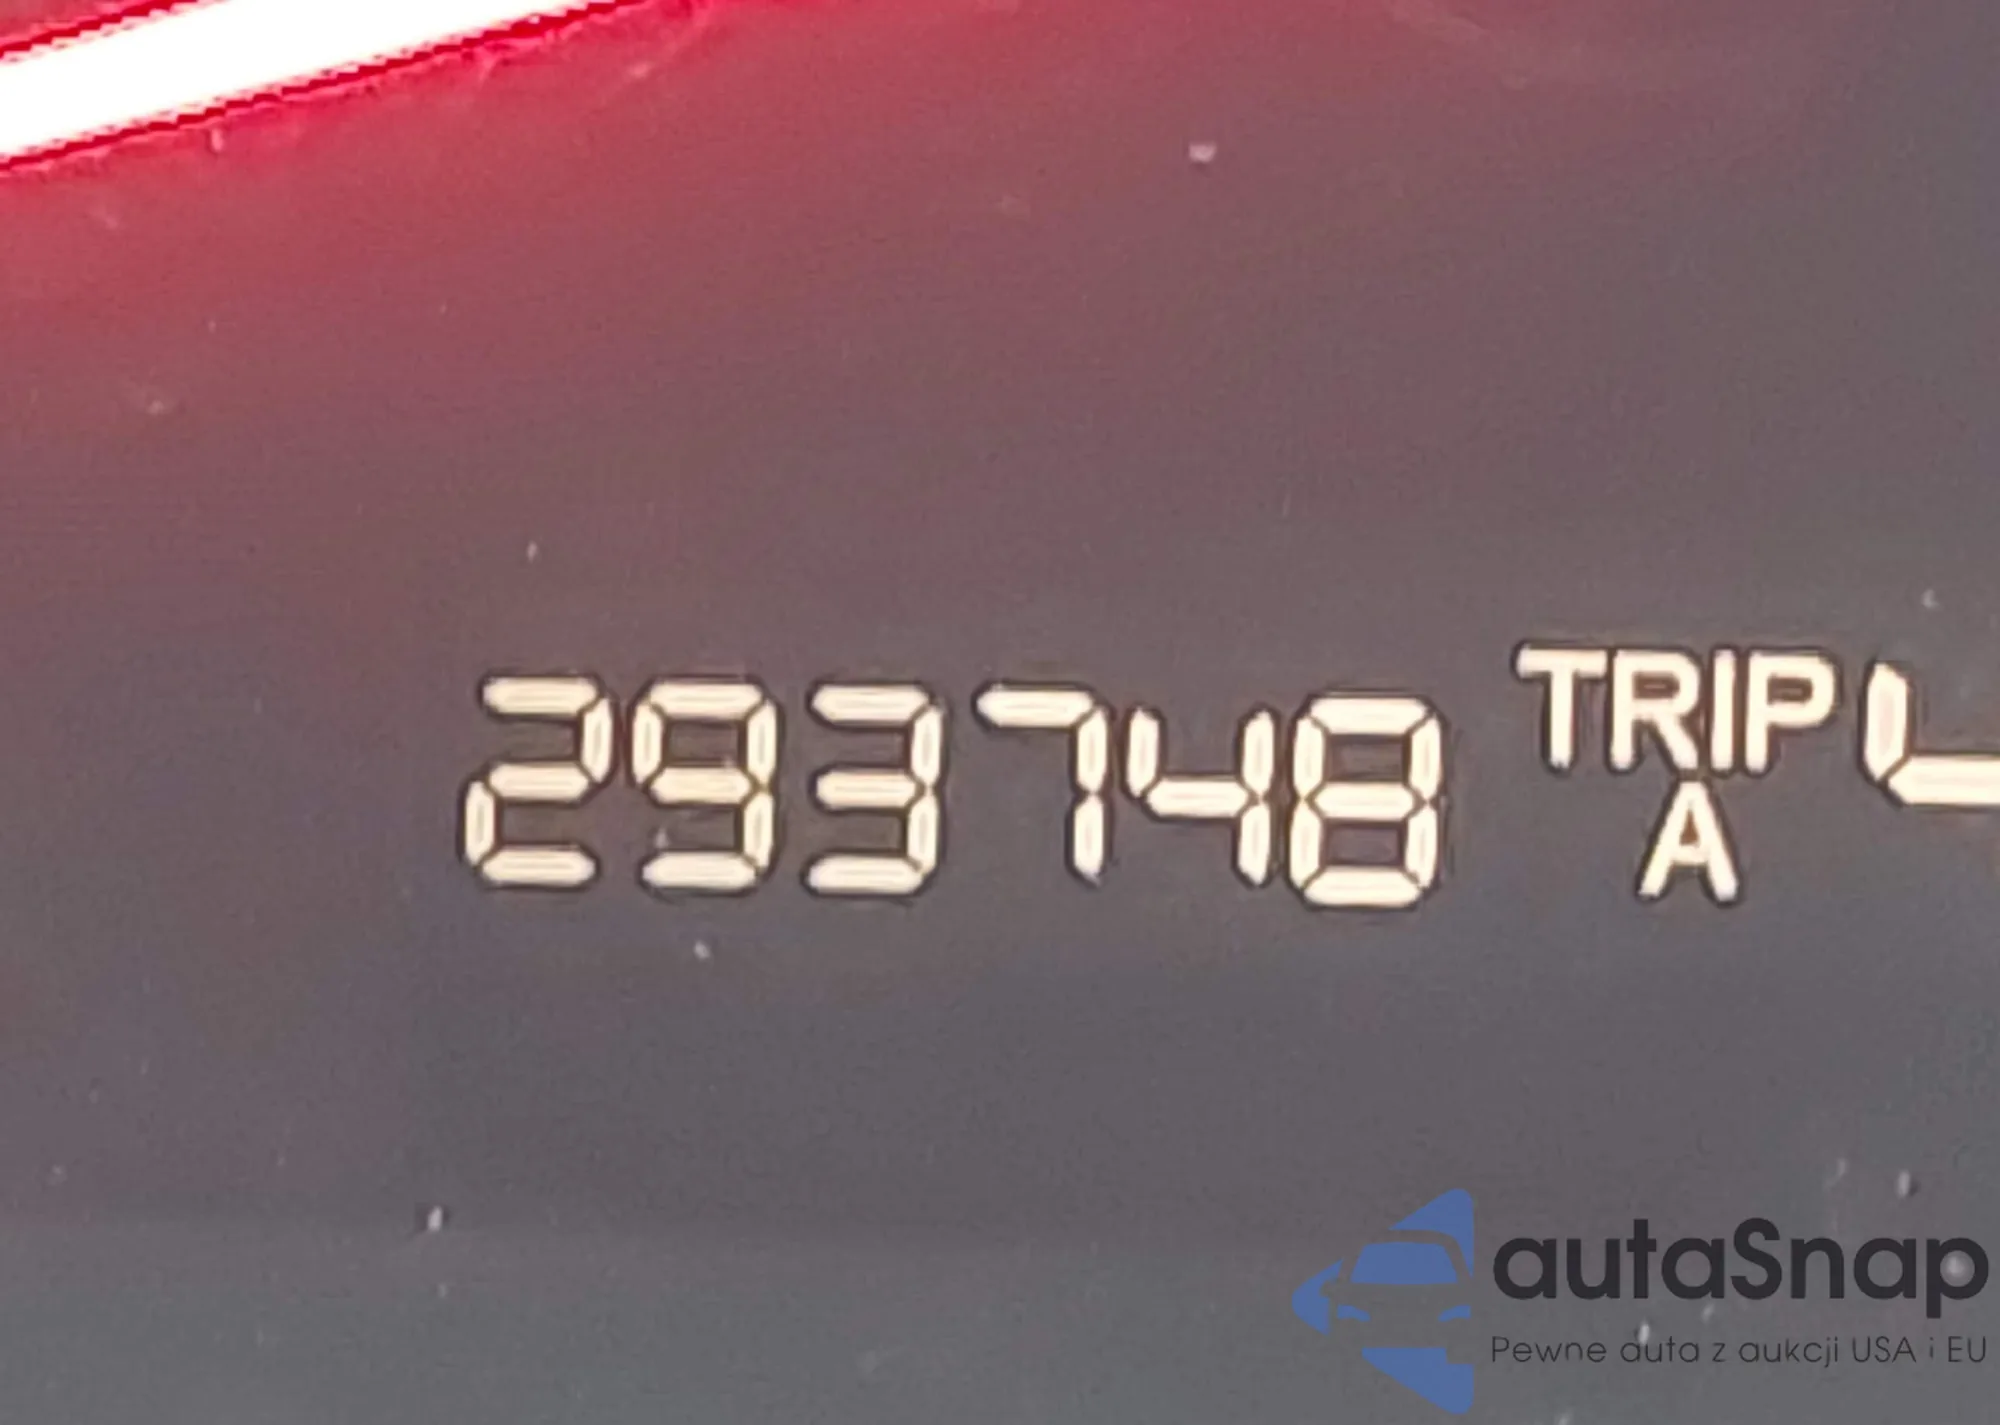 293748 TRIP
A
autaSnap
Pewne auta z aukcji USA i EU